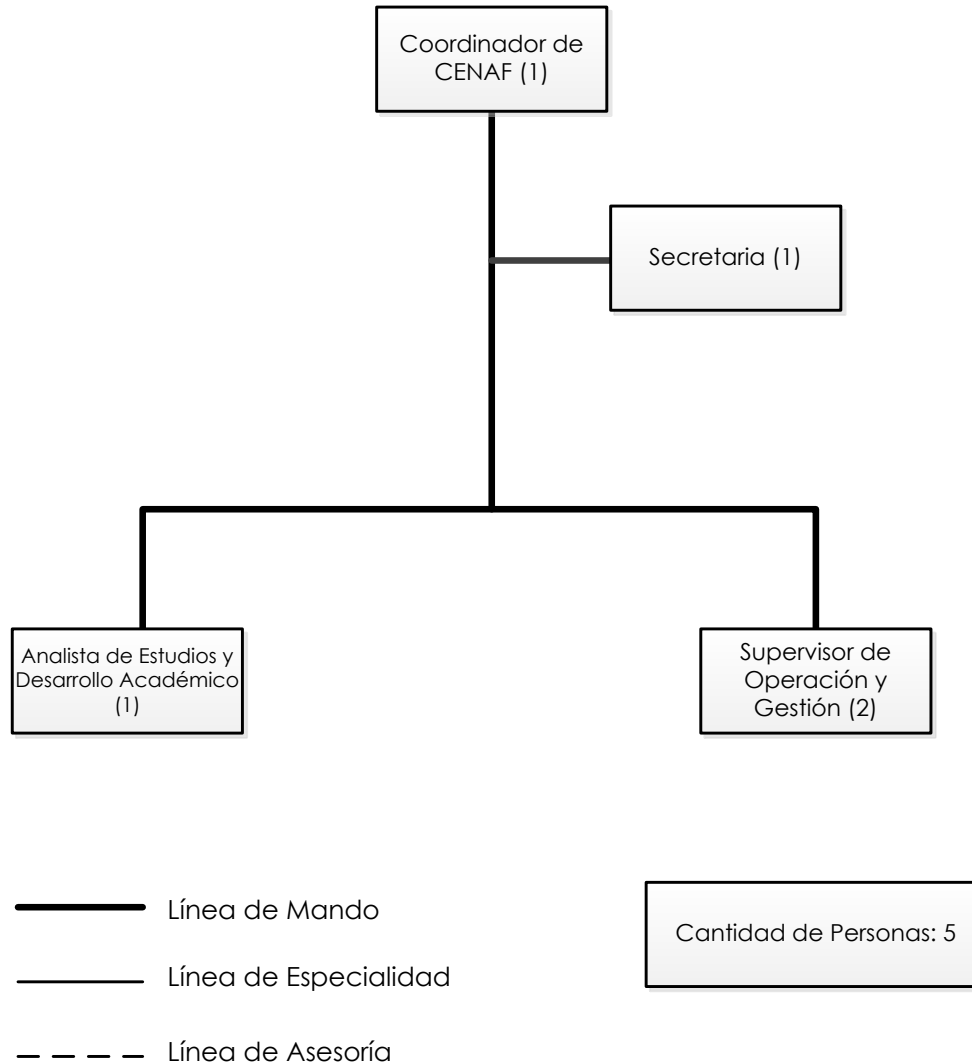 Coordinador de
CENAF (1)
Secretaria (1)
Analista de Estudios y
Desarrollo Académico
(1)
Supervisor de
Operación y
Gestión (2)
Línea de Mando
Línea de Especialidad
Línea de Asesoría
Cantidad de Personas: 5